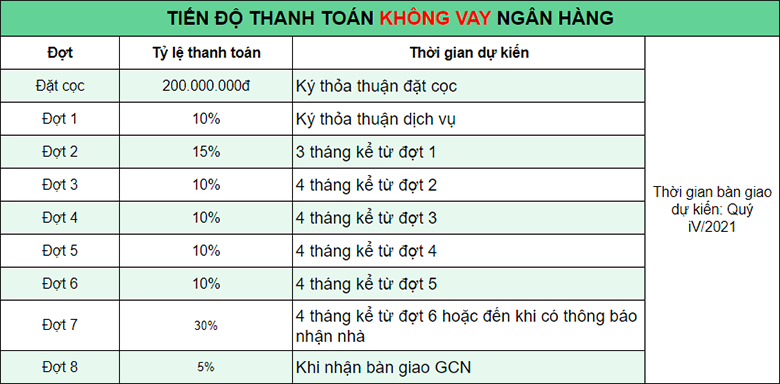 TIẾN ĐỘ THANH TOÁN KHÔNG VAY NGÂN HÀNG
Đợt Tỷ lệ thanh toán Thời gian dự kiến
Đặt cọc 200.000.000đ Ký thỏa thuận đặt cọc
Đợt 1 10% Ký thỏa thuận dịch vụ
Đợt 2 15% 3 tháng kể từ đợt 1
Đợt 3 10% 4 tháng kể từ đợt 2
Đợt 4 10% 4 tháng kể từ đợt 3
Đợt 5 10% 4 tháng kể từ đợt 4
Đợt 6 10% 4 tháng kể từ đợt 5
Đợt 7 30% 4 tháng kể từ đợt 6 hoặc đến khi có thông báo
nhận nhà
Đợt 8 5% Khi nhận bàn giao GCN
Thời gian bàn giao
dự kiến: Quý
iV/2021